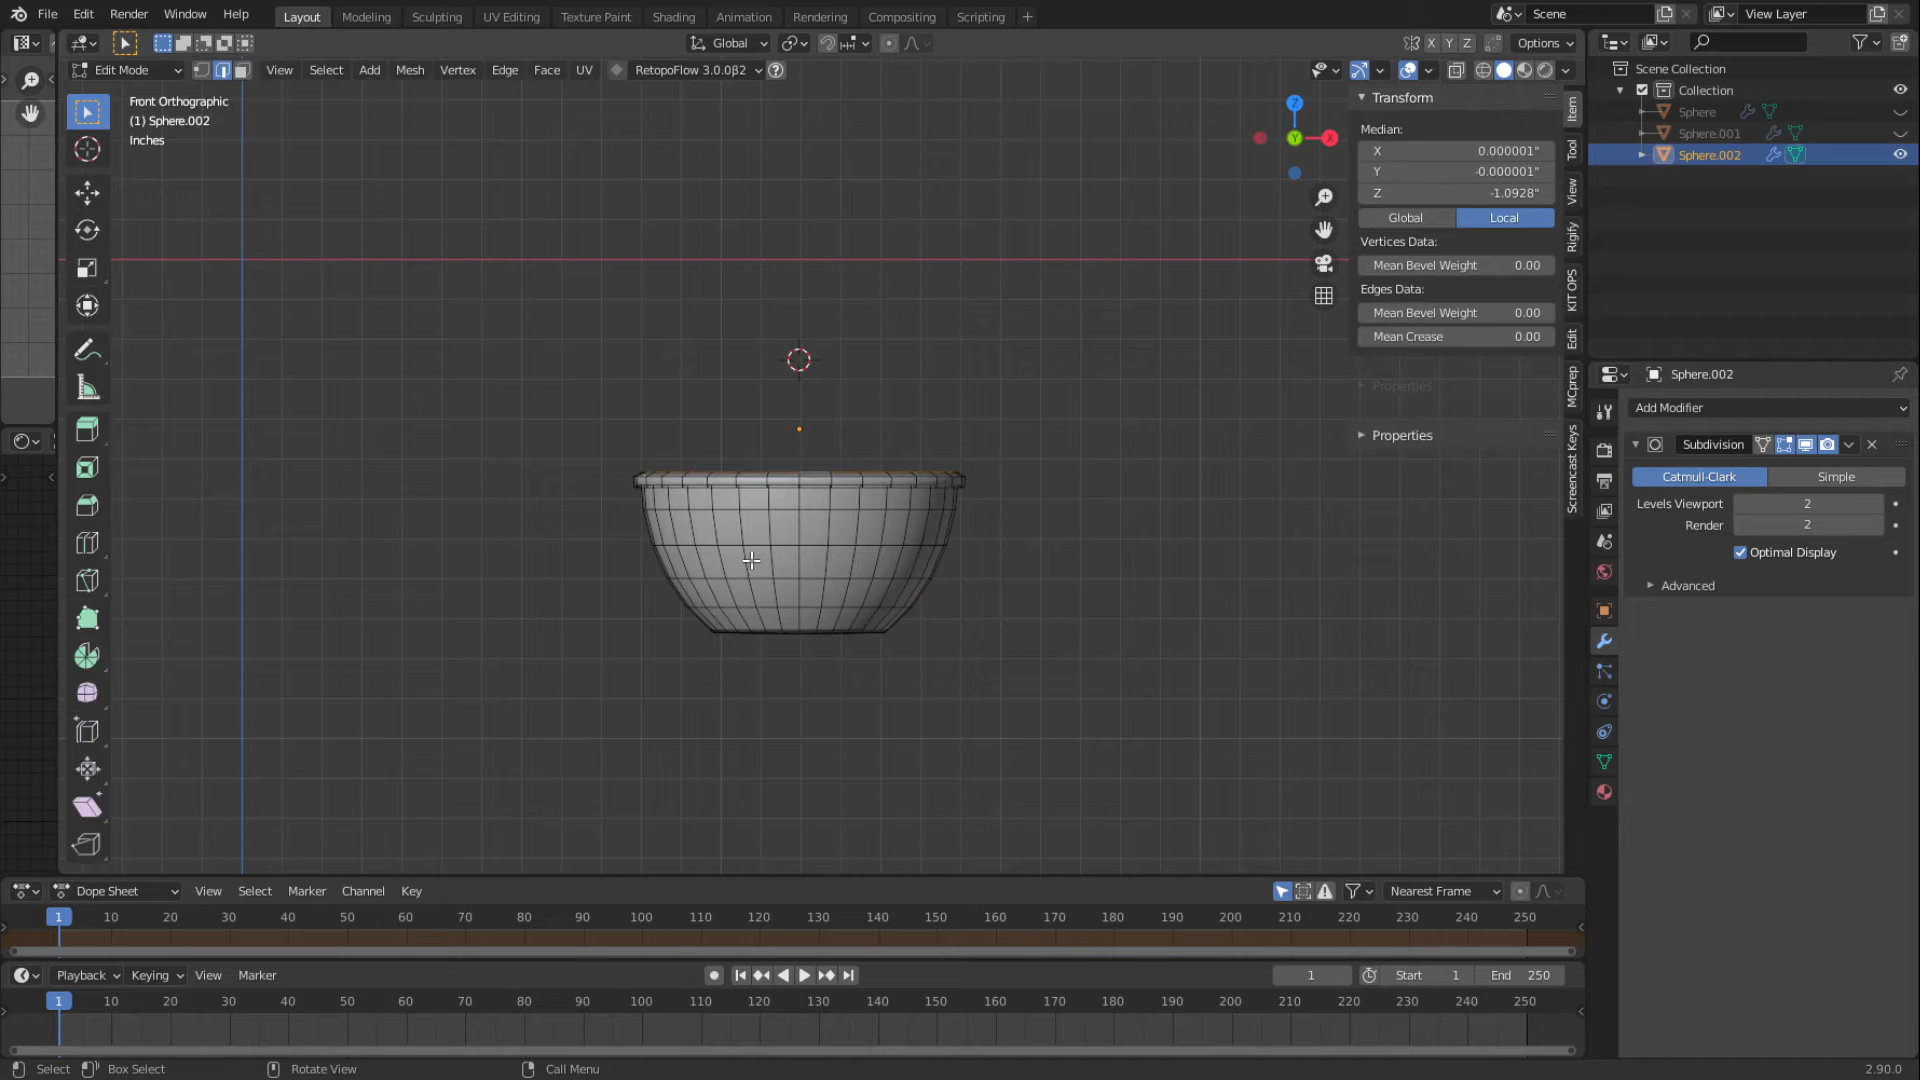 File Edit Render Window Help Layout Modeling Sculpting UV Editing Texture Paint Shading Animation Rendering Compositing Scripting + Scene View Layer
Global X Y Z Options
Edit Mode View Select Add Mesh Vertex Edge Face UV RetopoFlow 3.0.0β2
Front Orthographic
(1) Sphere.002
Inches
Z
Y
X
Transform
Median:
X 0.000001"
Y -0.000001"
Z -1.0928"
Global Local
Vertices Data:
Mean Bevel Weight 0.00
Edges Data:
Mean Bevel Weight 0.00
Mean Crease 0.00
Properties
Properties
Item
Tool
View
Rigify
KIT OPS
Edit
MCprep
Screencast Keys
Scene Collection
Collection
Sphere
Sphere.001
Sphere.002
Sphere.002
Add Modifier
Subdivision
Catmull-Clark Simple
Levels Viewport 2
Render 2
Optimal Display
Advanced
Dope Sheet View Select Marker Channel Key Nearest Frame
1 10 20 30 40 50 60 70 80 90 100 110 120 130 140 150 160 170 180 190 200 210 220 230 240 250
Playback Keying View Marker 1 Start 1 End 250
1 10 20 30 40 50 60 70 80 90 100 110 120 130 140 150 160 170 180 190 200 210 220 230 240 250
Select Box Select Rotate View Call Menu 2.90.0